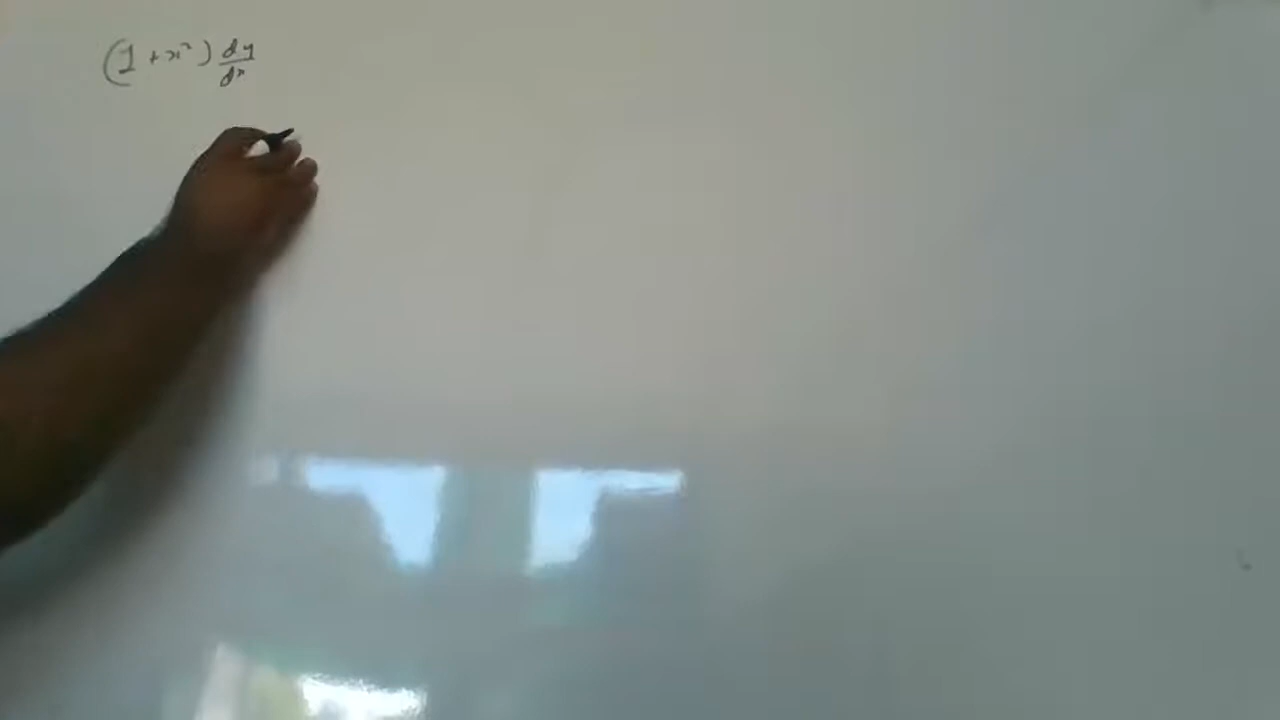 (1 + x²) dy/dx